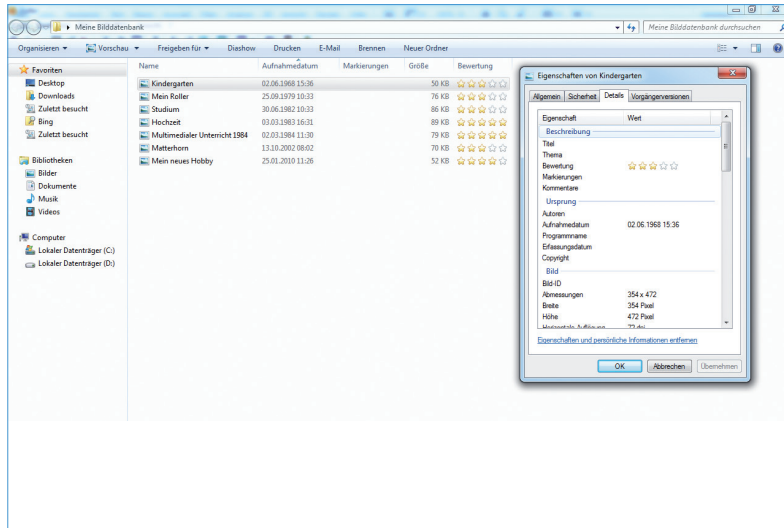 Meine Bilddatenbank
Meine Bilddatenbank durchsuchen
Organisieren Vorschau Freigeben für Diashow Drucken E-Mail Brennen Neuer Ordner
Favoriten
Desktop
Downloads
Zuletzt besucht
Bing
Zuletzt besucht
Bibliotheken
Bilder
Dokumente
Musik
Videos
Computer
Lokaler Datenträger (C:)
Lokaler Datenträger (D:)
Name Aufnahmedatum Markierungen Größe Bewertung
Kindergarten 02.06.1968 15:36 50 KB
Mein Roller 25.09.1979 10:33 76 KB
Studium 30.06.1982 10:33 86 KB
Hochzeit 03.03.1983 16:31 89 KB
Multimedialer Unterricht 1984 02.03.1984 11:30 79 KB
Matterhorn 13.10.2002 08:02 70 KB
Mein neues Hobby 25.01.2010 11:26 52 KB
Eigenschaften von Kindergarten
Allgemein Sicherheit Details Vorgängerversionen
Eigenschaft Wert
Beschreibung
Titel
Thema
Bewertung
Markierungen
Kommentare
Ursprung
Autoren
Aufnahmedatum 02.06.1968 15:36
Programmname
Erfassungsdatum
Copyright
Bild
Bild-ID
Abmessungen 354 x 472
Breite 354 Pixel
Höhe 472 Pixel
Horizontale Auflösung 72 dpi
Eigenschaften und persönliche Informationen entfernen
OK Abbrechen Übernehmen